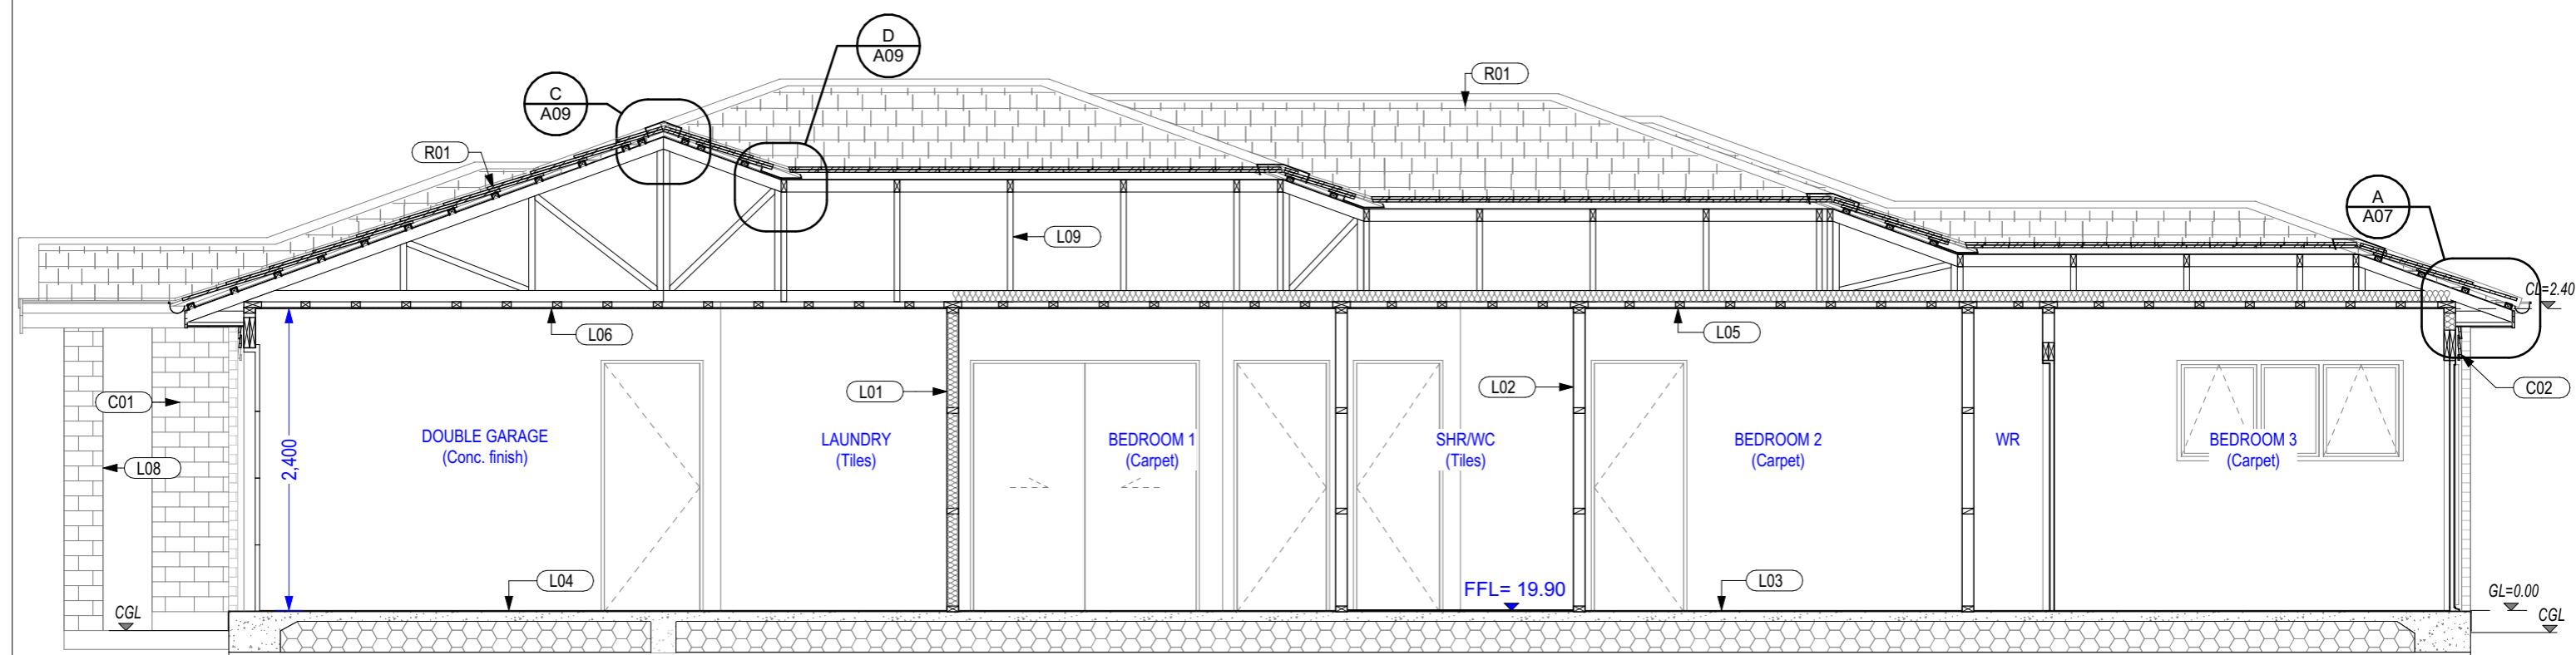 D
A09
C
A09
R01
R01
A
A07
L09
CL=2.40
L06
L05
L01
L02
C01
C02
2,400
DOUBLE GARAGE
(Conc. finish)
LAUNDRY
(Tiles)
BEDROOM 1
(Carpet)
SHR/WC
(Tiles)
BEDROOM 2
(Carpet)
WR
BEDROOM 3
(Carpet)
L08
L04
FFL= 19.90
L03
CGL
GL=0.00
CGL